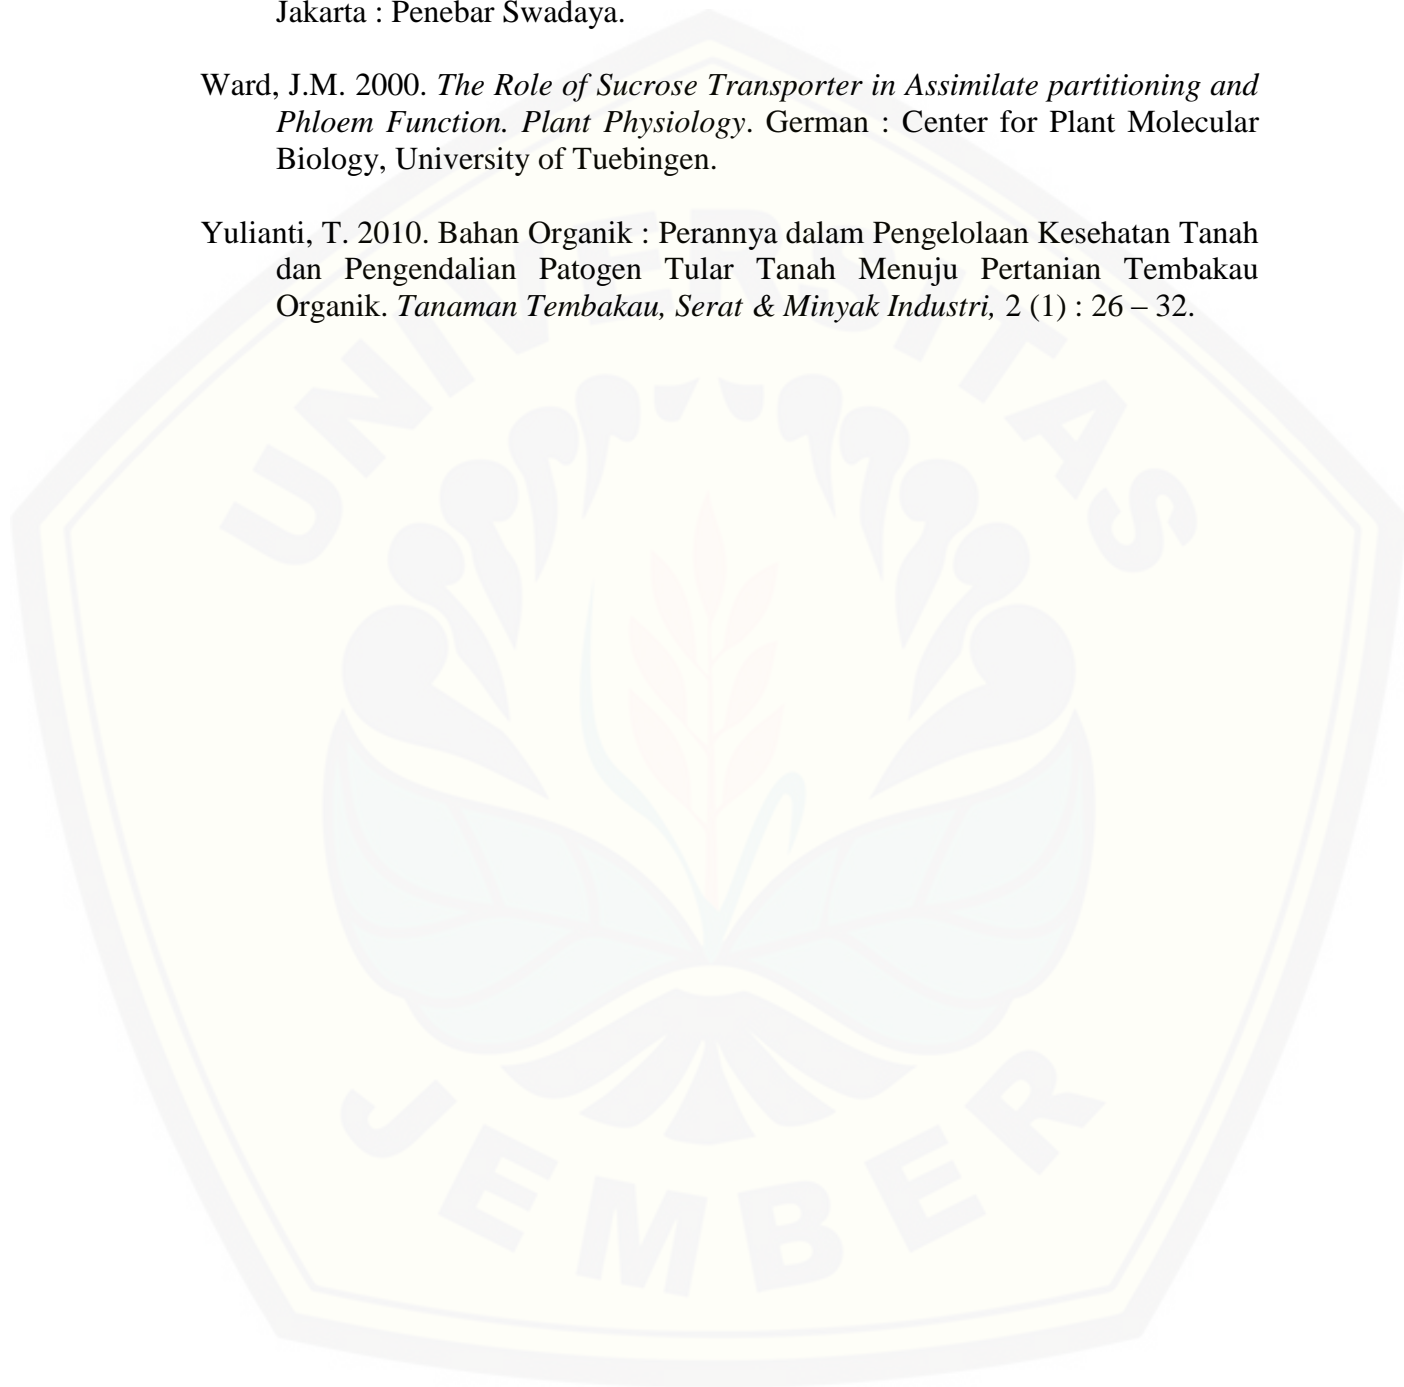 Jakarta : Penebar Swadaya.
Ward, J.M. 2000. The Role of Sucrose Transporter in Assimilate partitioning and
Phloem Function. Plant Physiology. German : Center for Plant Molecular
Biology, University of Tuebingen.
Yulianti, T. 2010. Bahan Organik : Perannya dalam Pengelolaan Kesehatan Tanah
dan Pengendalian Patogen Tular Tanah Menuju Pertanian Tembakau
Organik. Tanaman Tembakau, Serat & Minyak Industri, 2 (1) : 26 – 32.
UNIVERSITAS
JEMBER